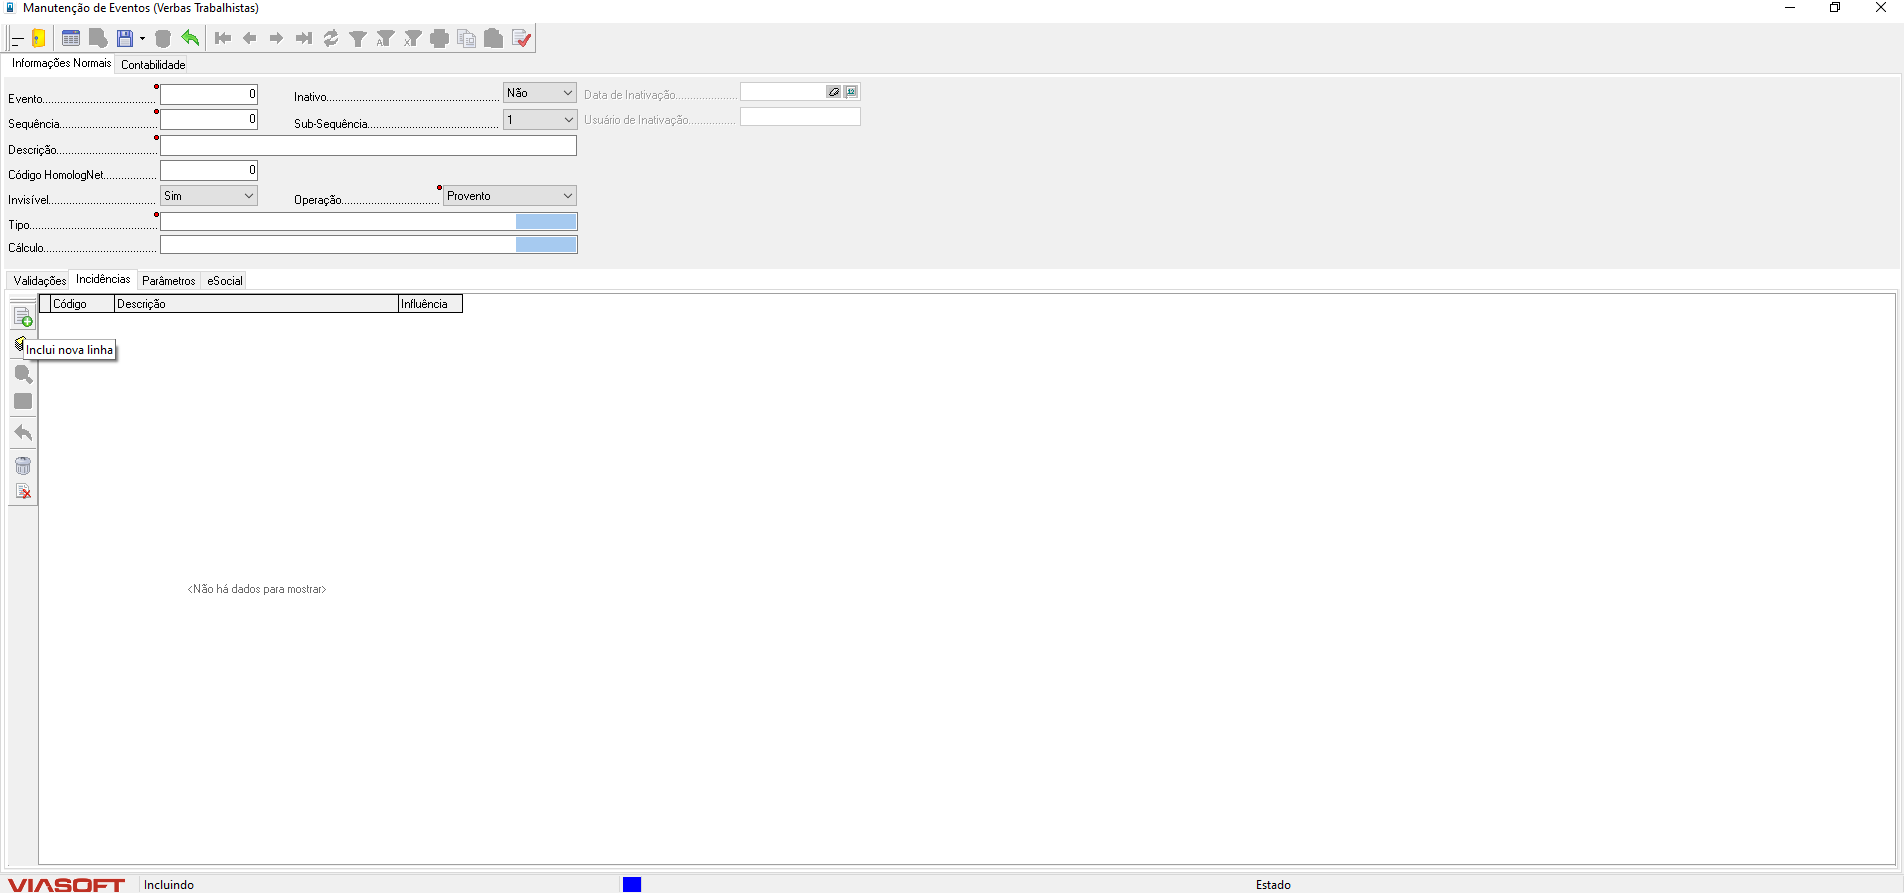 Manutenção de Eventos (Verbas Trabalhistas)
Informações Normais Contabilidade
Evento 0 Inativo Não Data de Inativação
Sequência 0 Sub-Sequência 1 Usuário de Inativação
Descrição
Código HomologNet 0
Invisível Sim Operação Provento
Tipo
Cálculo
Validações Incidências Parâmetros eSocial
Código Descrição Influência
Inclui nova linha
<Não há dados para mostrar>
VIASOFT Incluindo Estado